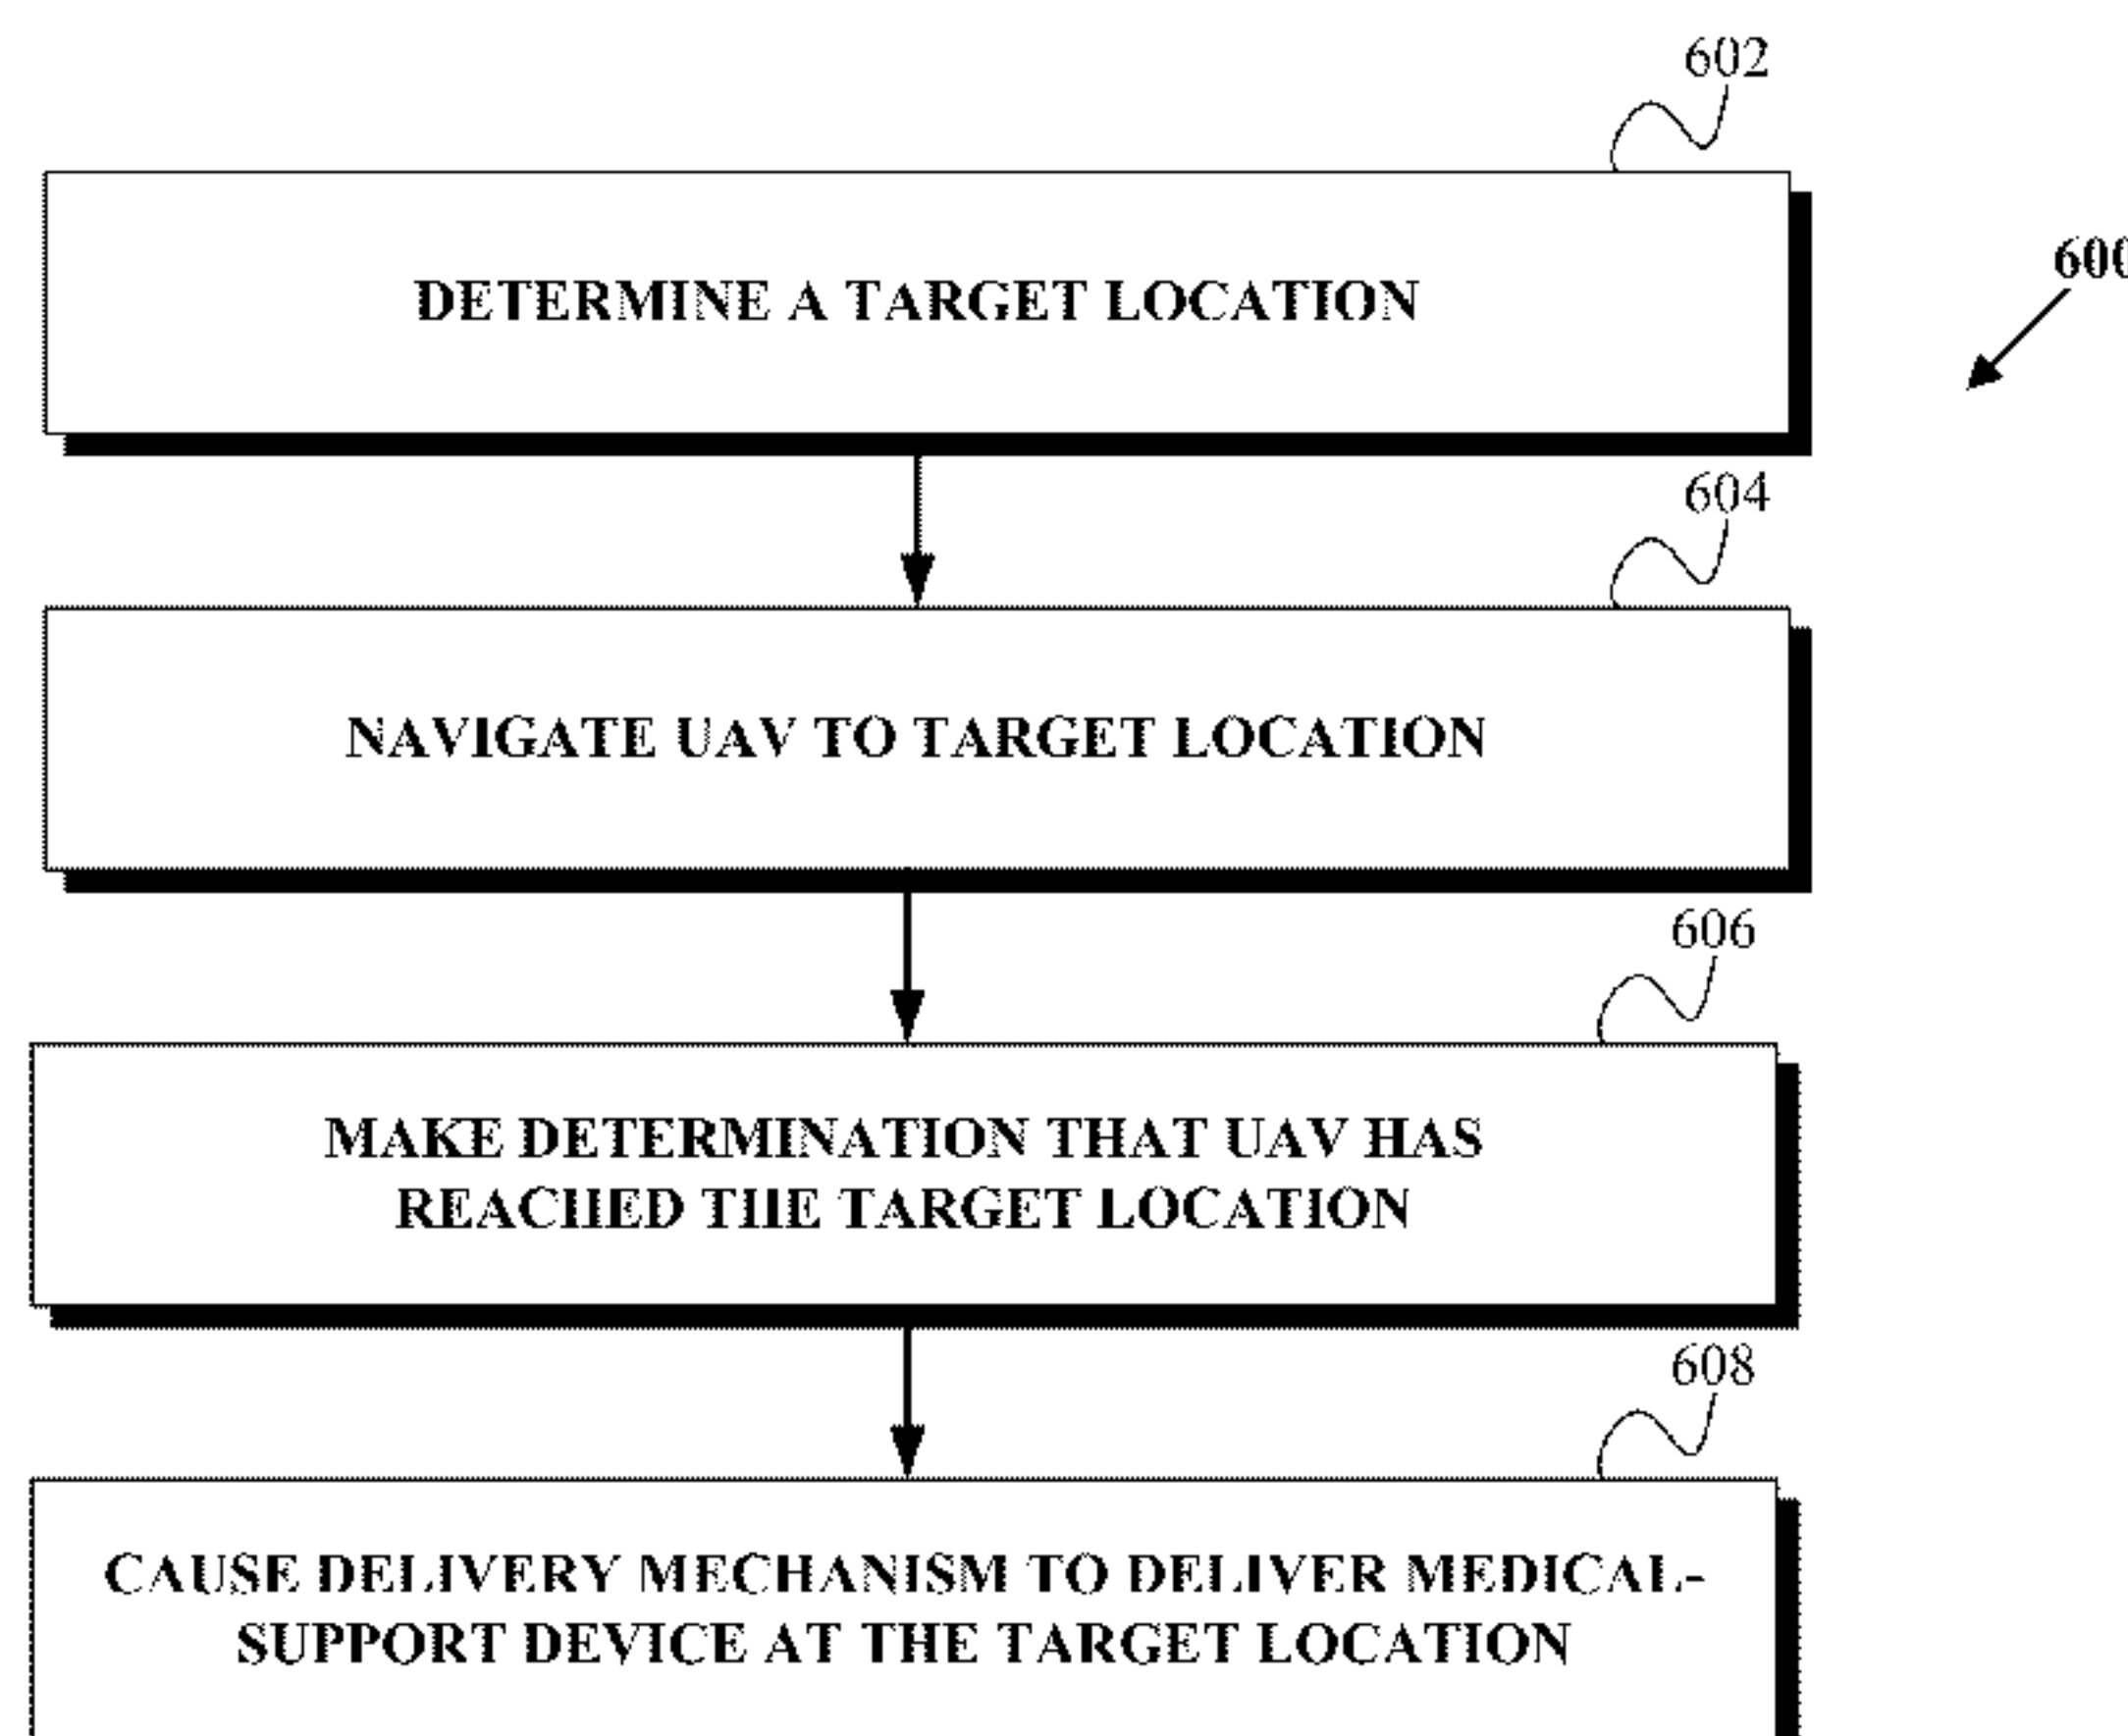 602
600
DETERMINE A TARGET LOCATION
604
NAVIGATE UAV TO TARGET LOCATION
606
MAKE DETERMINATION THAT UAV HAS
REACHED THE TARGET LOCATION
608
CAUSE DELIVERY MECHANISM TO DELIVER MEDICAL-
SUPPORT DEVICE AT THE TARGET LOCATION